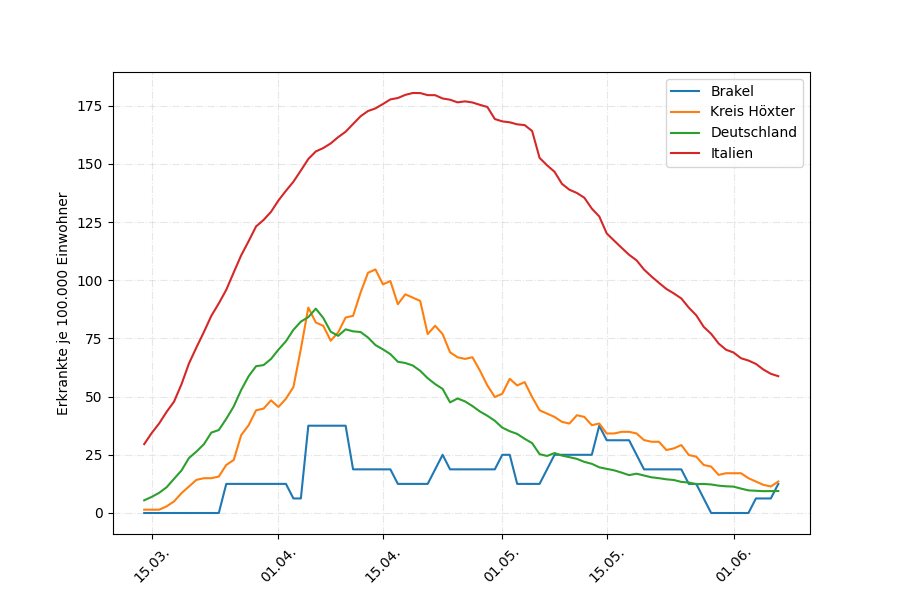 Brakel
Kreis Höxter
Deutschland
Italien
Erkrankte je 100.000 Einwohner
175
150
125
100
75
50
25
0
15.03.
01.04.
15.04.
01.05.
15.05.
01.06.